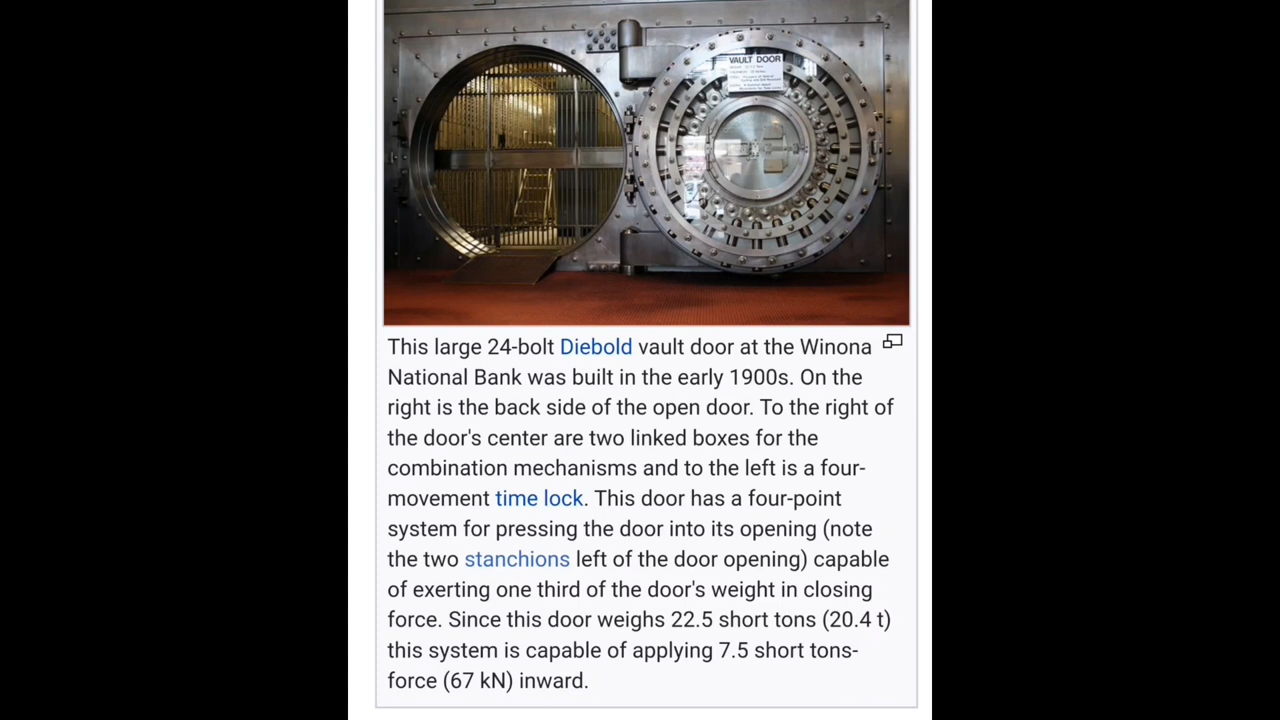 VAULT DOOR
This large 24-bolt Diebold vault door at the Winona
National Bank was built in the early 1900s. On the
right is the back side of the open door. To the right of
the door's center are two linked boxes for the
combination mechanisms and to the left is a four-
movement time lock. This door has a four-point
system for pressing the door into its opening (note
the two stanchions left of the door opening) capable
of exerting one third of the door's weight in closing
force. Since this door weighs 22.5 short tons (20.4 t)
this system is capable of applying 7.5 short tons-
force (67 kN) inward.